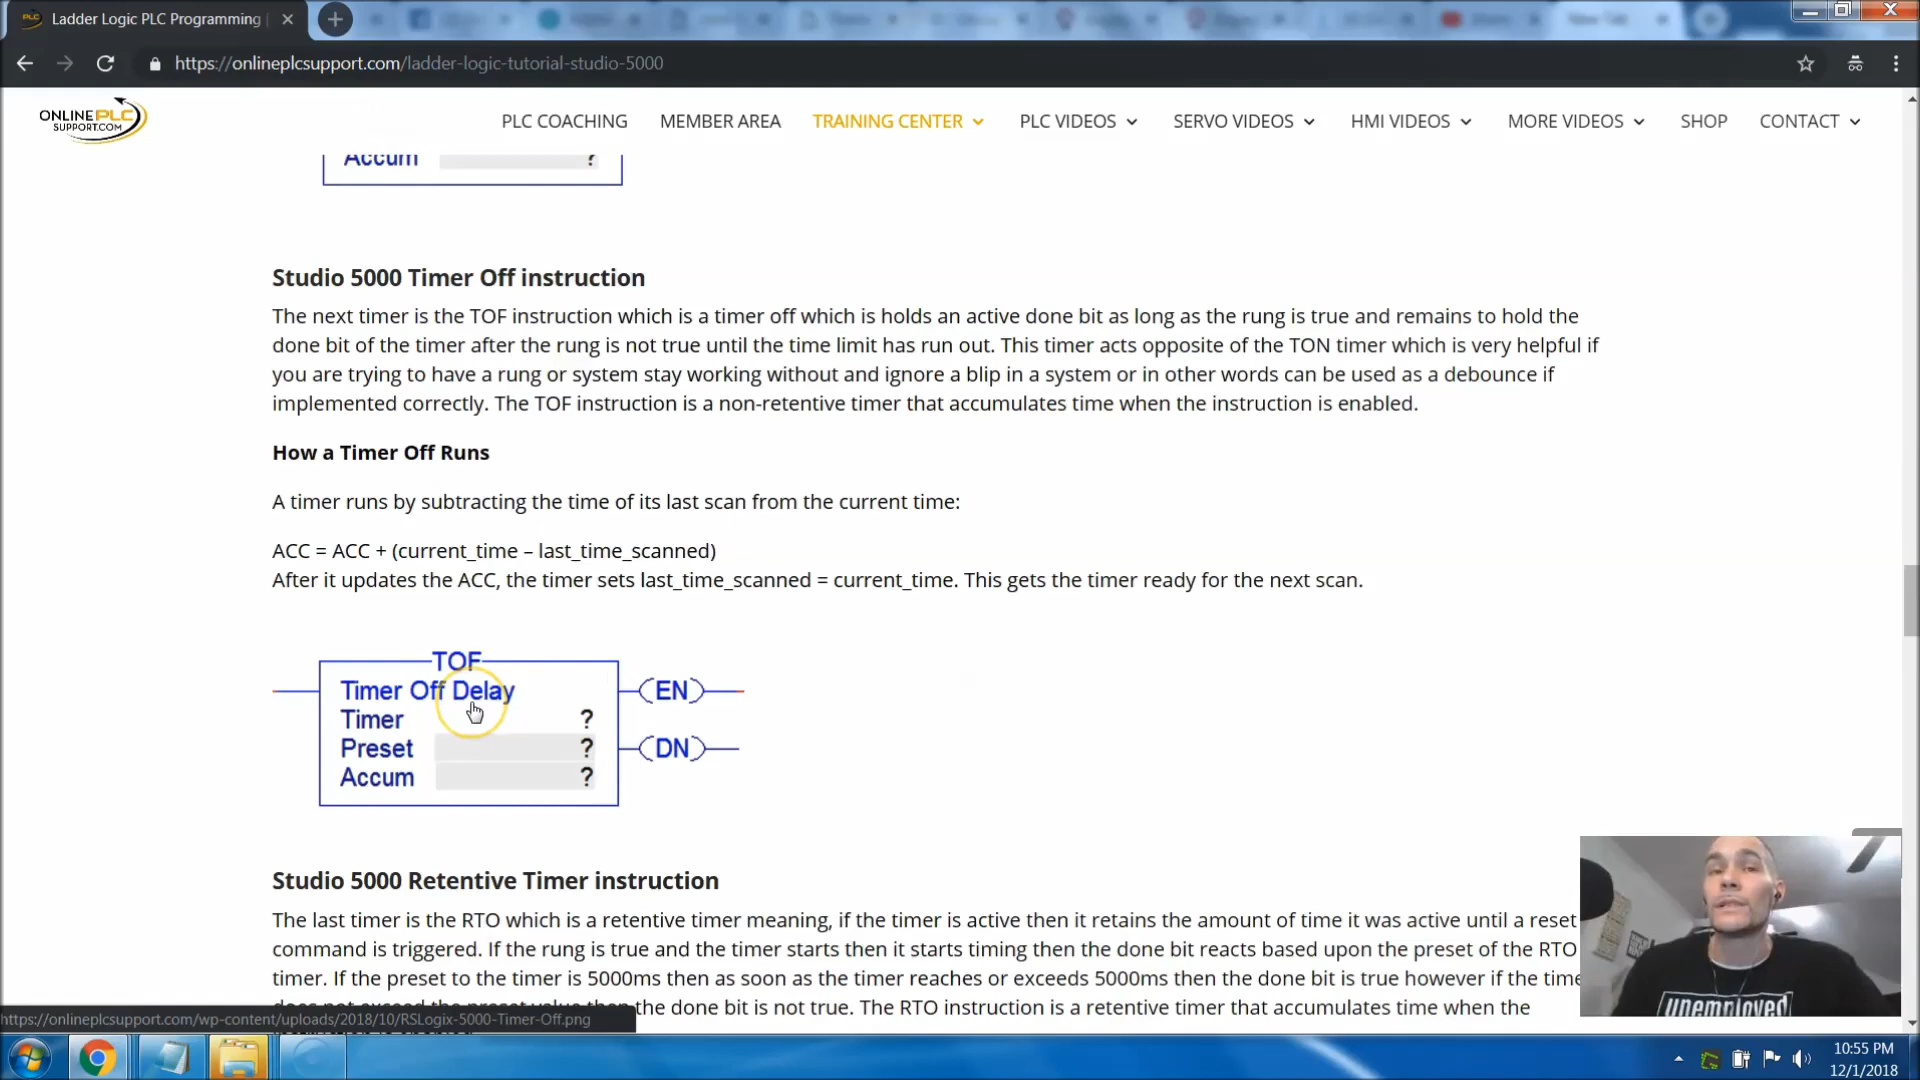 Ladder Logic PLC Programming |
https://onlineplcsupport.com/ladder-logic-tutorial-studio-5000
ONLINE PLC
SUPPORT.COM
PLC COACHING
MEMBER AREA
TRAINING CENTER
PLC VIDEOS
SERVO VIDEOS
HMI VIDEOS
MORE VIDEOS
SHOP
CONTACT
Accum ?
Studio 5000 Timer Off instruction
The next timer is the TOF instruction which is a timer off which is holds an active done bit as long as the rung is true and remains to hold the
done bit of the timer after the rung is not true until the time limit has run out. This timer acts opposite of the TON timer which is very helpful if
you are trying to have a rung or system stay working without and ignore a blip in a system or in other words can be used as a debounce if
implemented correctly. The TOF instruction is a non-retentive timer that accumulates time when the instruction is enabled.
How a Timer Off Runs
A timer runs by subtracting the time of its last scan from the current time:
ACC = ACC + (current_time – last_time_scanned)
After it updates the ACC, the timer sets last_time_scanned = current_time. This gets the timer ready for the next scan.
TOF
Timer Off Delay
Timer ?
Preset ?
Accum ?
EN
DN
Studio 5000 Retentive Timer instruction
The last timer is the RTO which is a retentive timer meaning, if the timer is active then it retains the amount of time it was active until a reset
command is triggered. If the rung is true and the timer starts then it starts timing then the done bit reacts based upon the preset of the RTO
timer. If the preset to the timer is 5000ms then as soon as the timer reaches or exceeds 5000ms then the done bit is true however if the time
does not exceed the preset value then the done bit is not true. The RTO instruction is a retentive timer that accumulates time when the
https://onlineplcsupport.com/wp-content/uploads/2018/10/RSLogix-5000-Timer-Off.png
unemployed
10:55 PM
12/1/2018